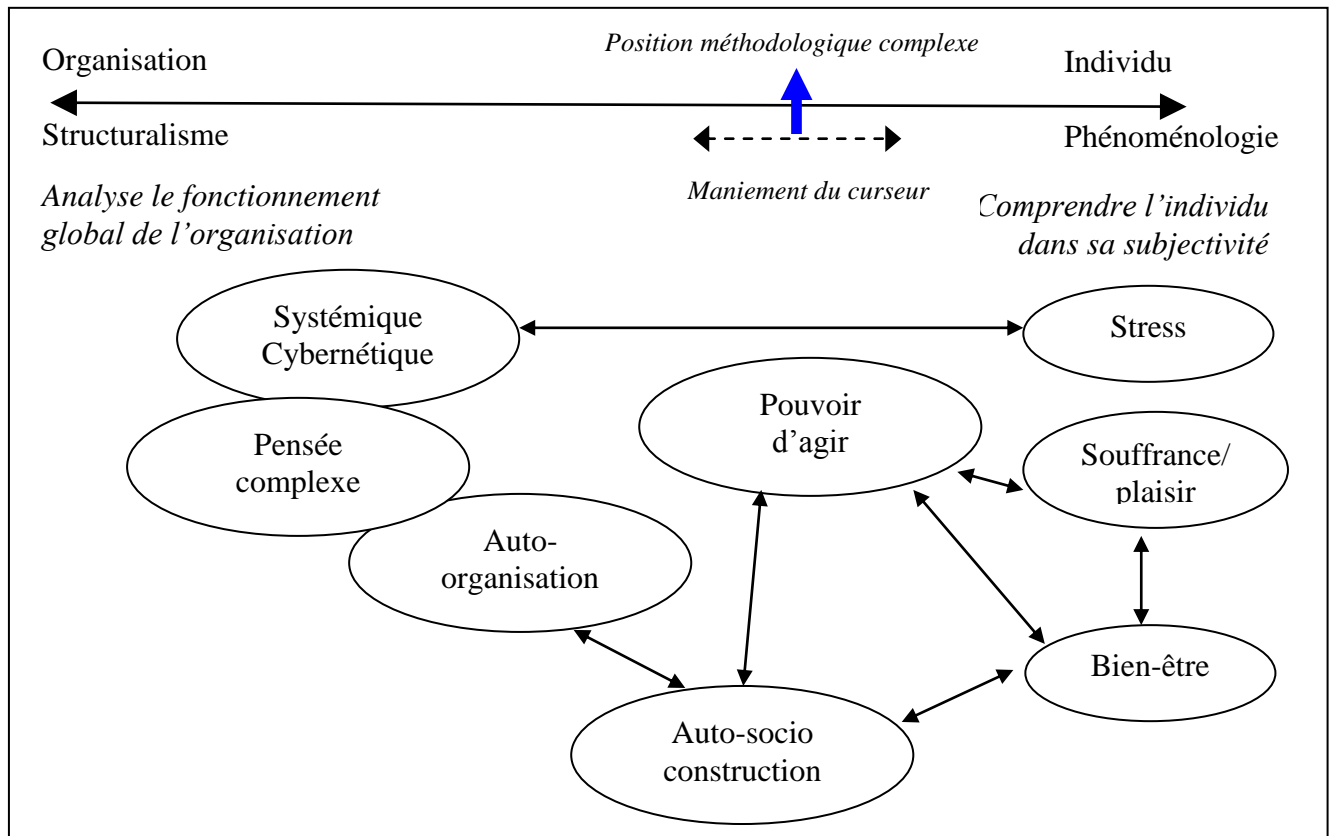 Position méthodologique complexe
Organisation
Individu
Structuralisme
Phénoménologie
Analyse le fonctionnement
global de l’organisation
Maniement du curseur
Comprendre l’individu
dans sa subjectivité
Systémique
Cybernétique
Stress
Pouvoir
d’agir
Pensée
complexe
Souffrance/
plaisir
Auto-
organisation
Bien-être
Auto-socio
construction